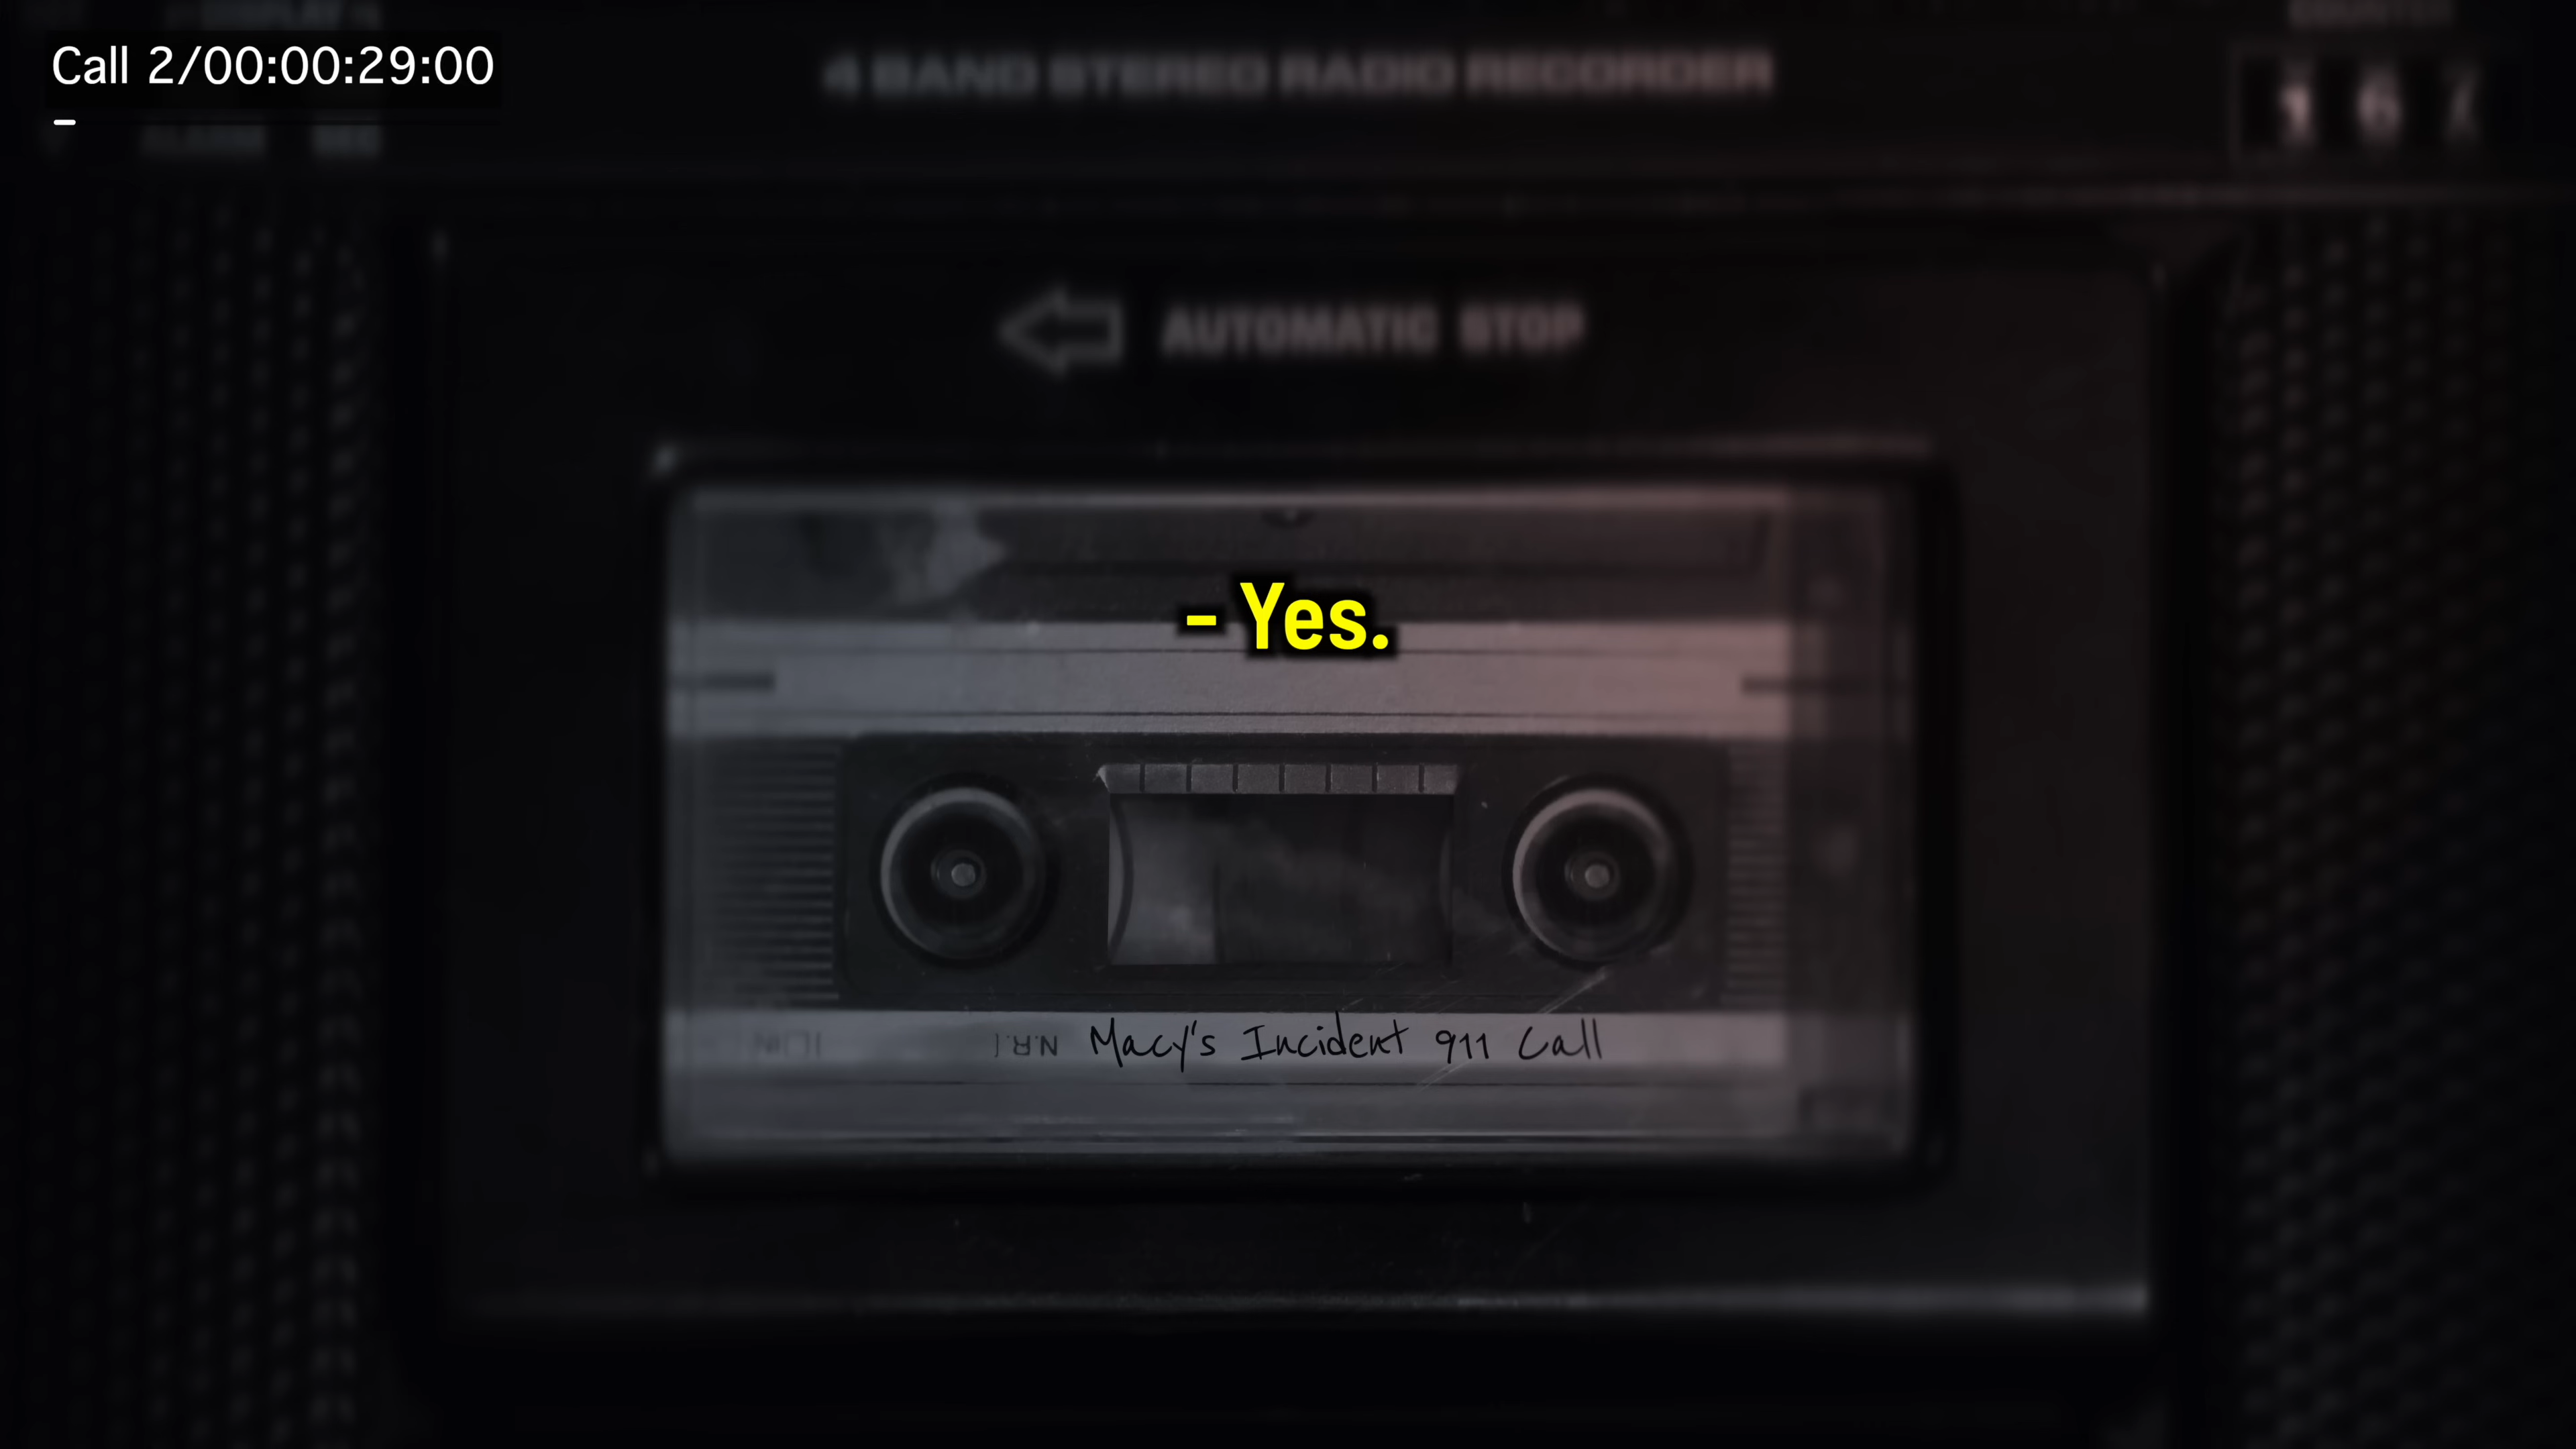 Call 2/00:00:29:00
4 BAND STEREO RADIO RECORDER
AUTOMATIC STOP
- Yes.
Macy's Incident 911 Call